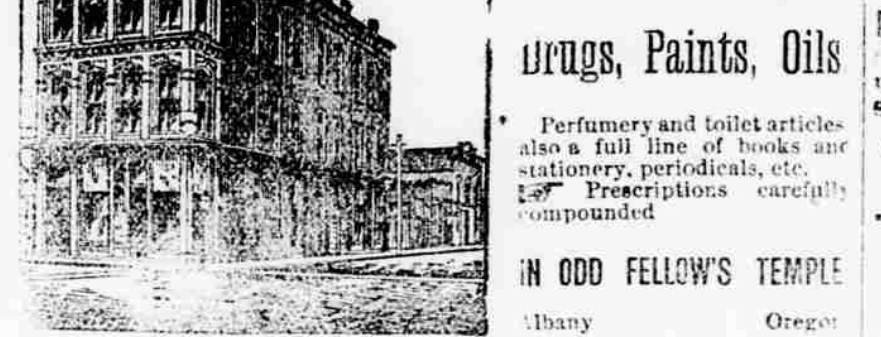 Drugs, Paints, Oils
Perfumery and toilet articles
also a full line of books and
stationery, periodicals, etc.
☞ Prescriptions carefully
compounded
IN ODD FELLOW'S TEMPLE
Albany Oregon